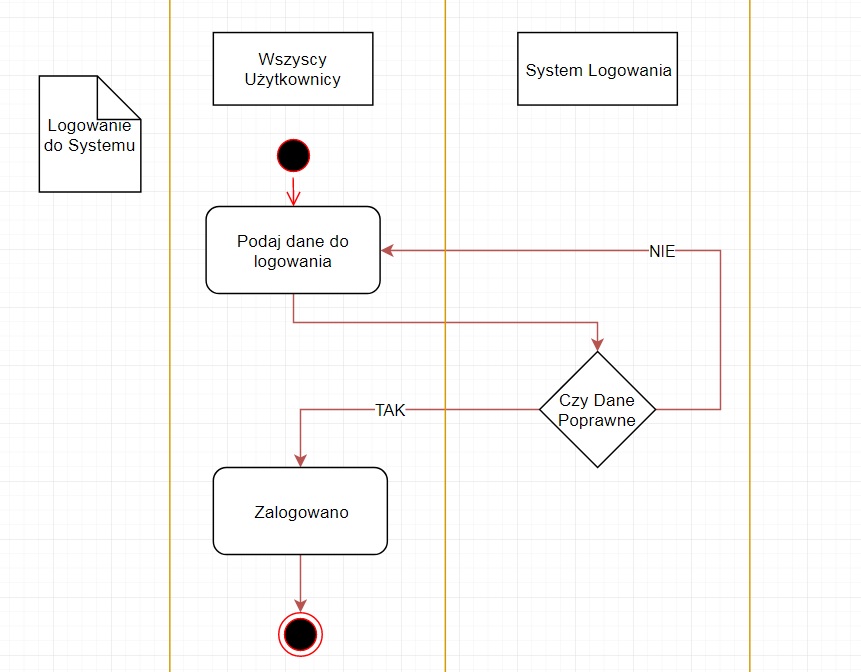 Wszyscy
Użytkownicy
System Logowania
Logowanie
do Systemu
Podaj dane do
logowania
NIE
Czy Dane
Poprawne
TAK
Zalogowano